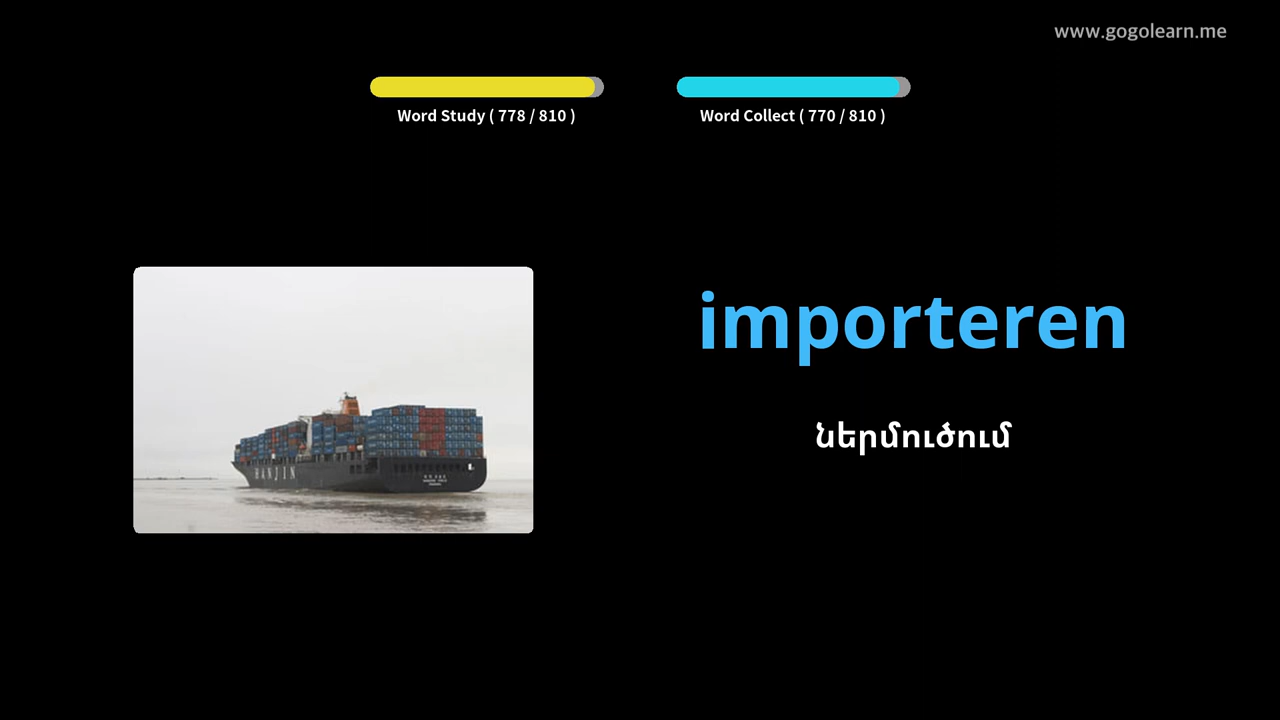 www.gogolearn.me
Word Study ( 778 / 810 )
Word Collect ( 770 / 810 )
importeren
ներմուծում
HANJIN